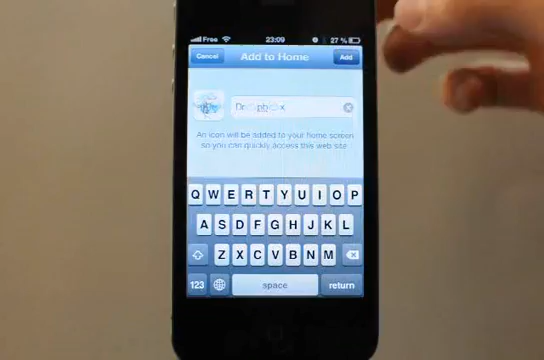 Free 23:09 27 %
Cancel Add to Home Add
An icon will be added to your home screen
so you can quickly access this web site.
Q W E R T Y U I O P
A S D F G H J K L
Z X C V B N M
123 space return